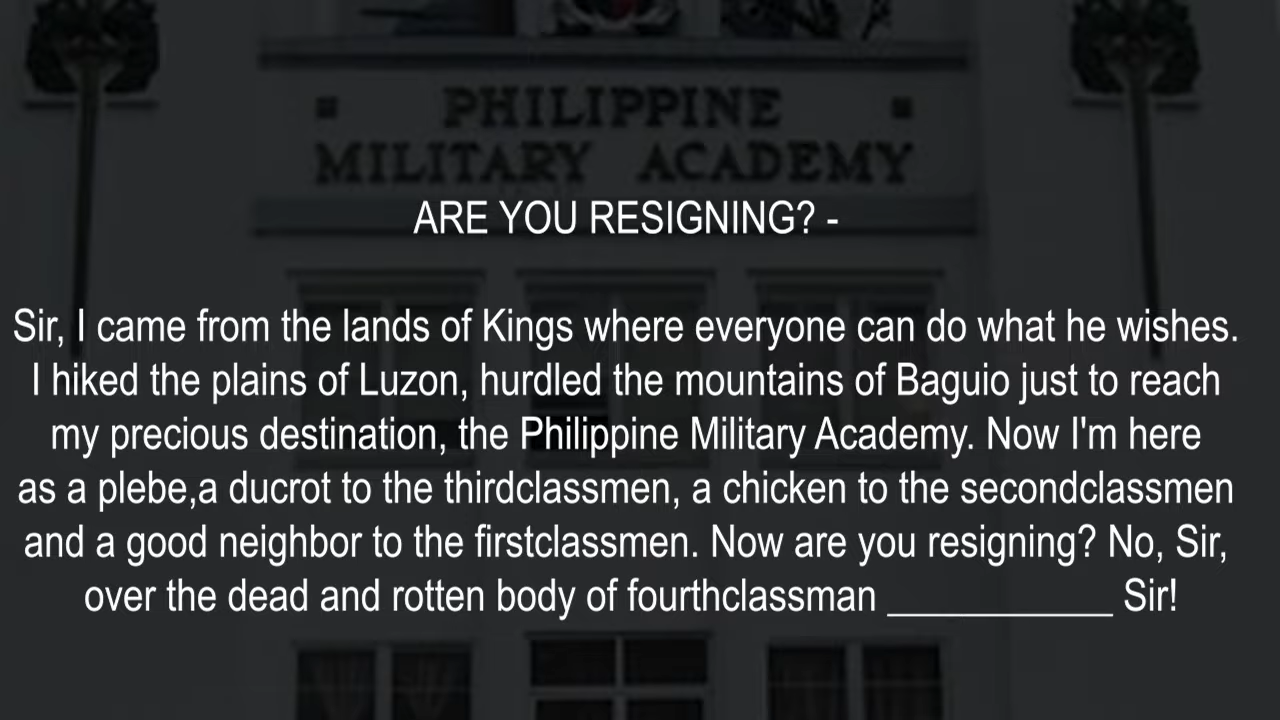 PHILIPPINE
MILITARY ACADEMY
ARE YOU RESIGNING? -
Sir, I came from the lands of Kings where everyone can do what he wishes.
I hiked the plains of Luzon, hurdled the mountains of Baguio just to reach
my precious destination, the Philippine Military Academy. Now I'm here
as a plebe,a ducrot to the thirdclassmen, a chicken to the secondclassmen
and a good neighbor to the firstclassmen. Now are you resigning? No, Sir,
over the dead and rotten body of fourthclassman ___________ Sir!